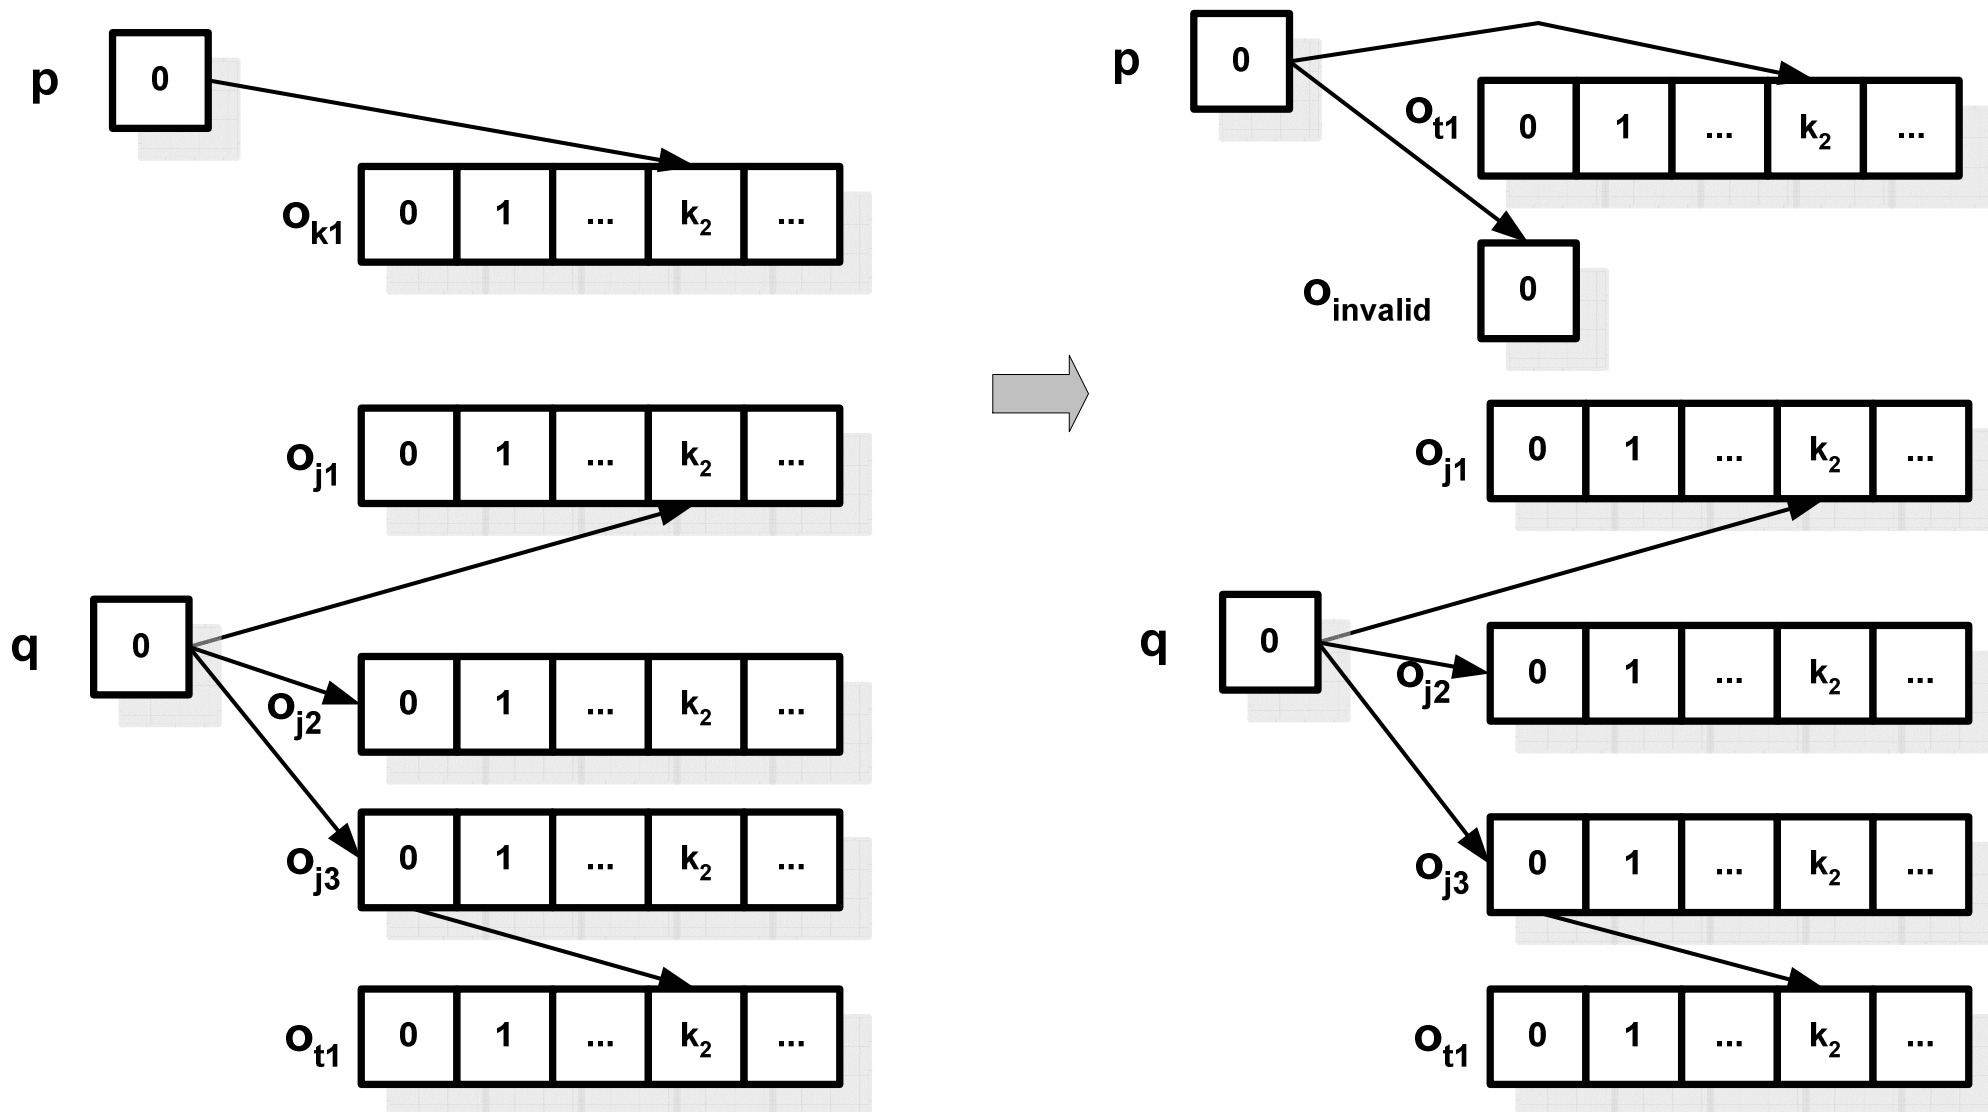 p 0
o_k1 0 1 ... k_2 ...
o_j1 0 1 ... k_2 ...
q 0
o_j2 0 1 ... k_2 ...
o_j3 0 1 ... k_2 ...
o_t1 0 1 ... k_2 ...
p 0
o_t1 0 1 ... k_2 ...
o_invalid 0
o_j1 0 1 ... k_2 ...
q 0
o_j2 0 1 ... k_2 ...
o_j3 0 1 ... k_2 ...
o_t1 0 1 ... k_2 ...